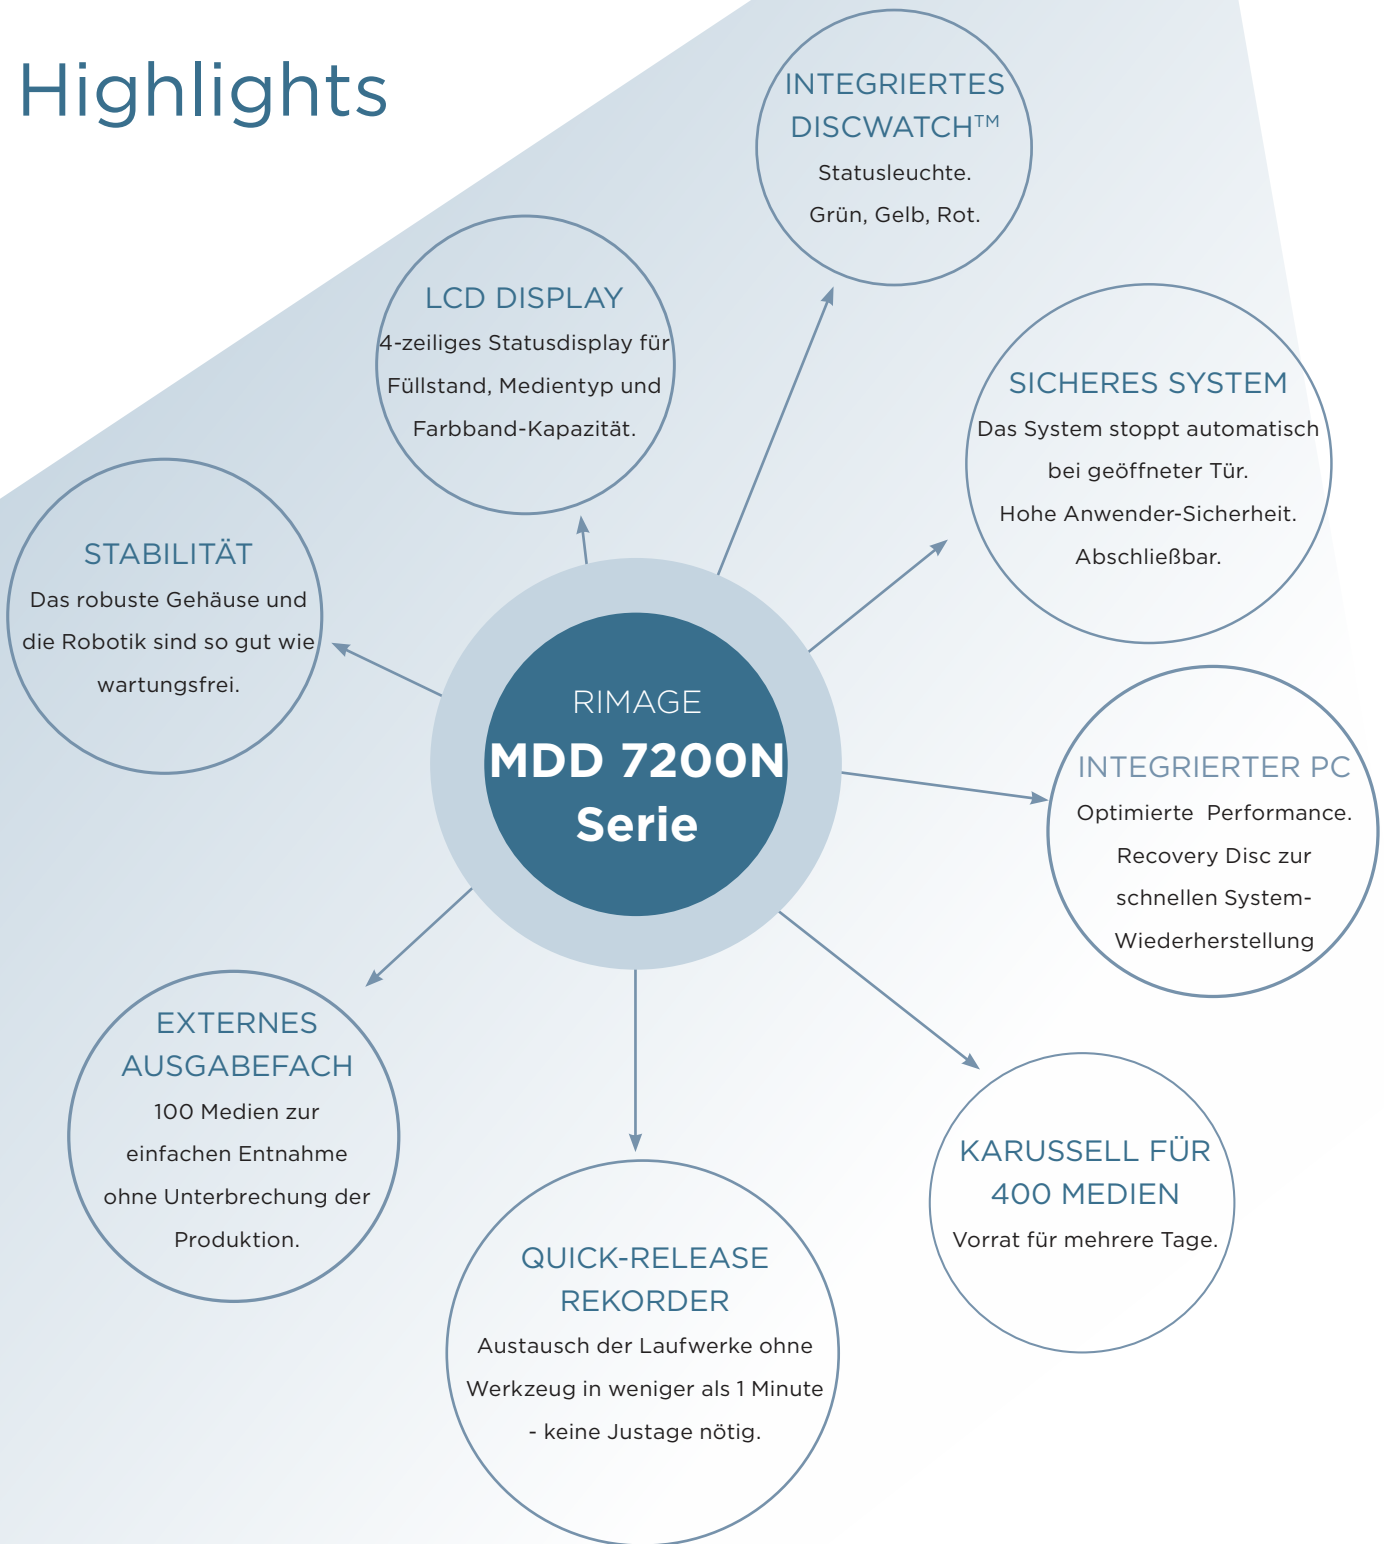 Highlights
INTEGRIERTES
DISCWATCH™
Statusleuchte.
Grün, Gelb, Rot.
LCD DISPLAY
4-zeiliges Statusdisplay für
Füllstand, Medientyp und
Farbband-Kapazität.
SICHERES SYSTEM
Das System stoppt automatisch
bei geöffneter Tür.
Hohe Anwender-Sicherheit.
Abschließbar.
STABILITÄT
Das robuste Gehäuse und
die Robotik sind so gut wie
wartungsfrei.
RIMAGE
MDD 7200N
Serie
INTEGRIERTER PC
Optimierte Performance.
Recovery Disc zur
schnellen System-
Wiederherstellung
EXTERNES
AUSGABEFACH
100 Medien zur
einfachen Entnahme
ohne Unterbrechung der
Produktion.
KARUSSELL FÜR
400 MEDIEN
Vorrat für mehrere Tage.
QUICK-RELEASE
REKORDER
Austausch der Laufwerke ohne
Werkzeug in weniger als 1 Minute
- keine Justage nötig.